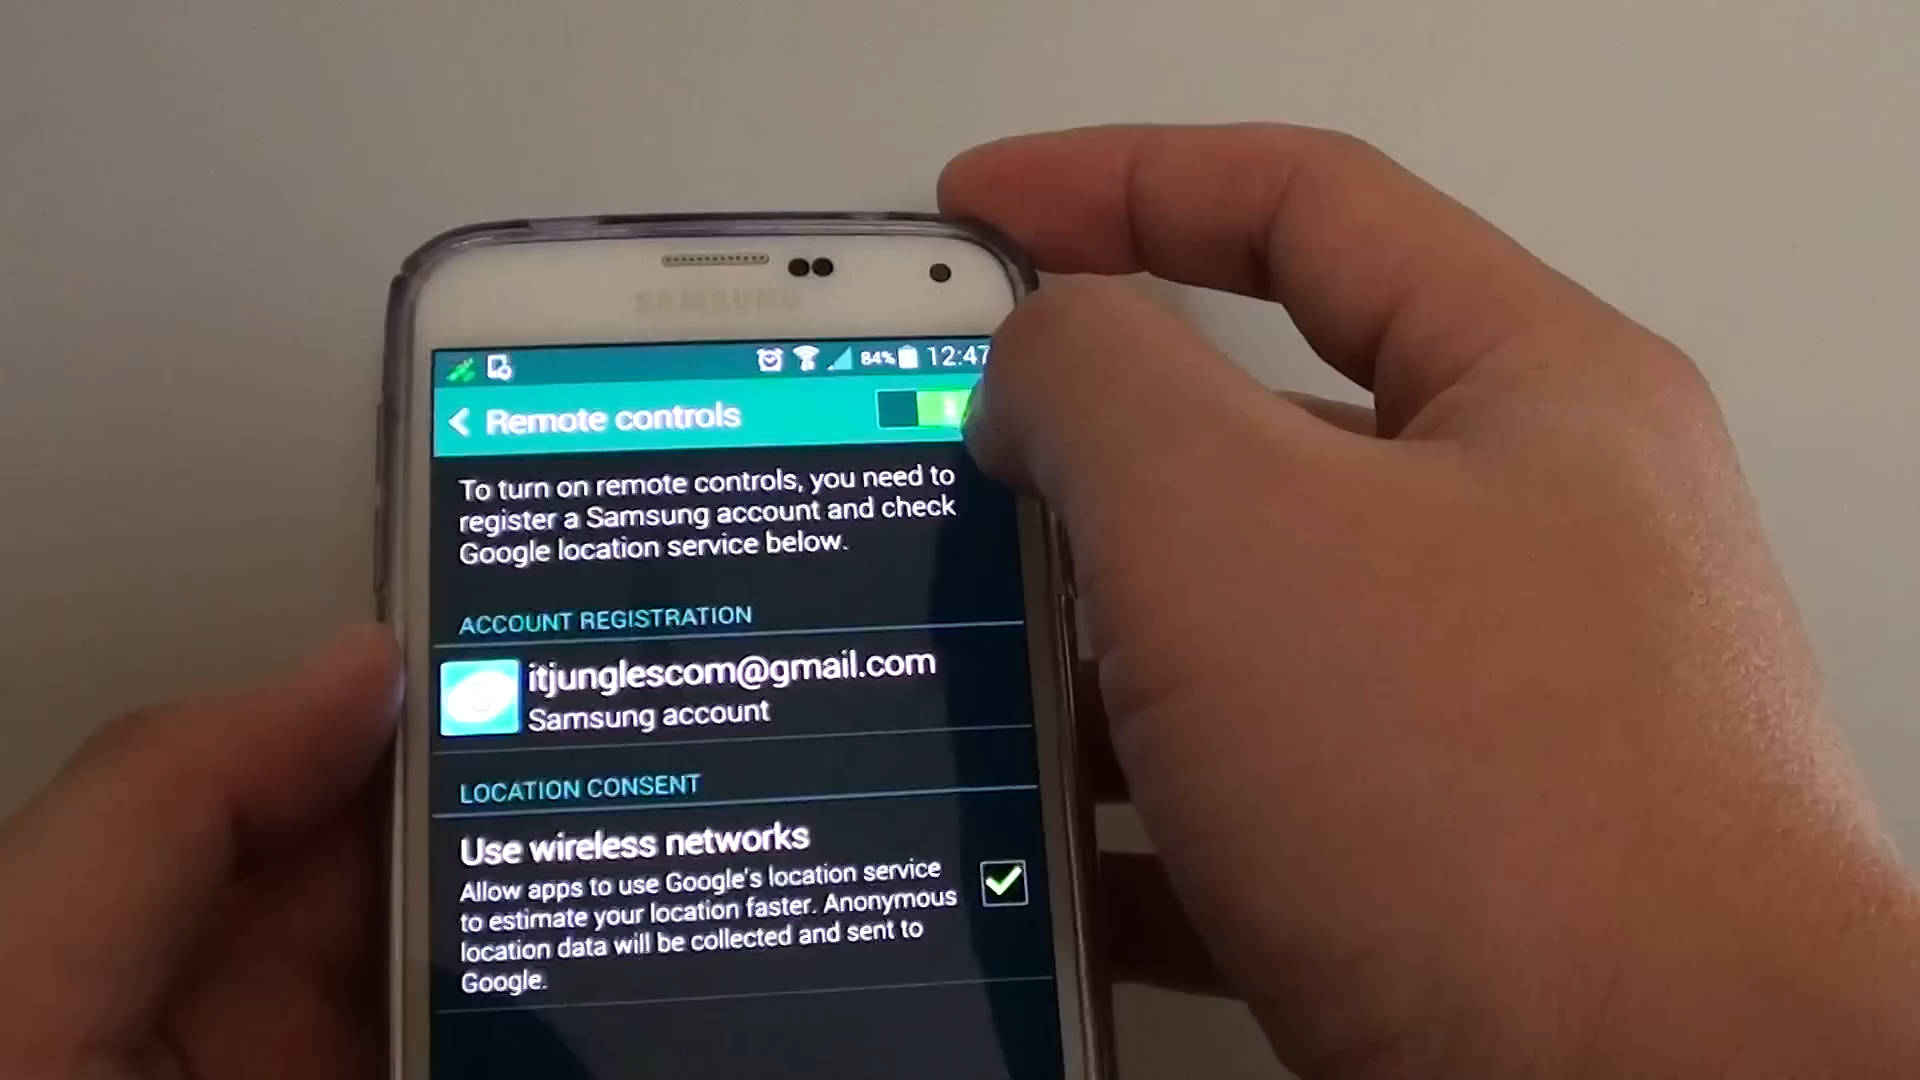 SAMSUNG
84% 12:47
Remote controls
To turn on remote controls, you need to
register a Samsung account and check
Google location service below.
ACCOUNT REGISTRATION
itjunglescom@gmail.com
Samsung account
LOCATION CONSENT
Use wireless networks
Allow apps to use Google's location service
to estimate your location faster. Anonymous
location data will be collected and sent to
Google.